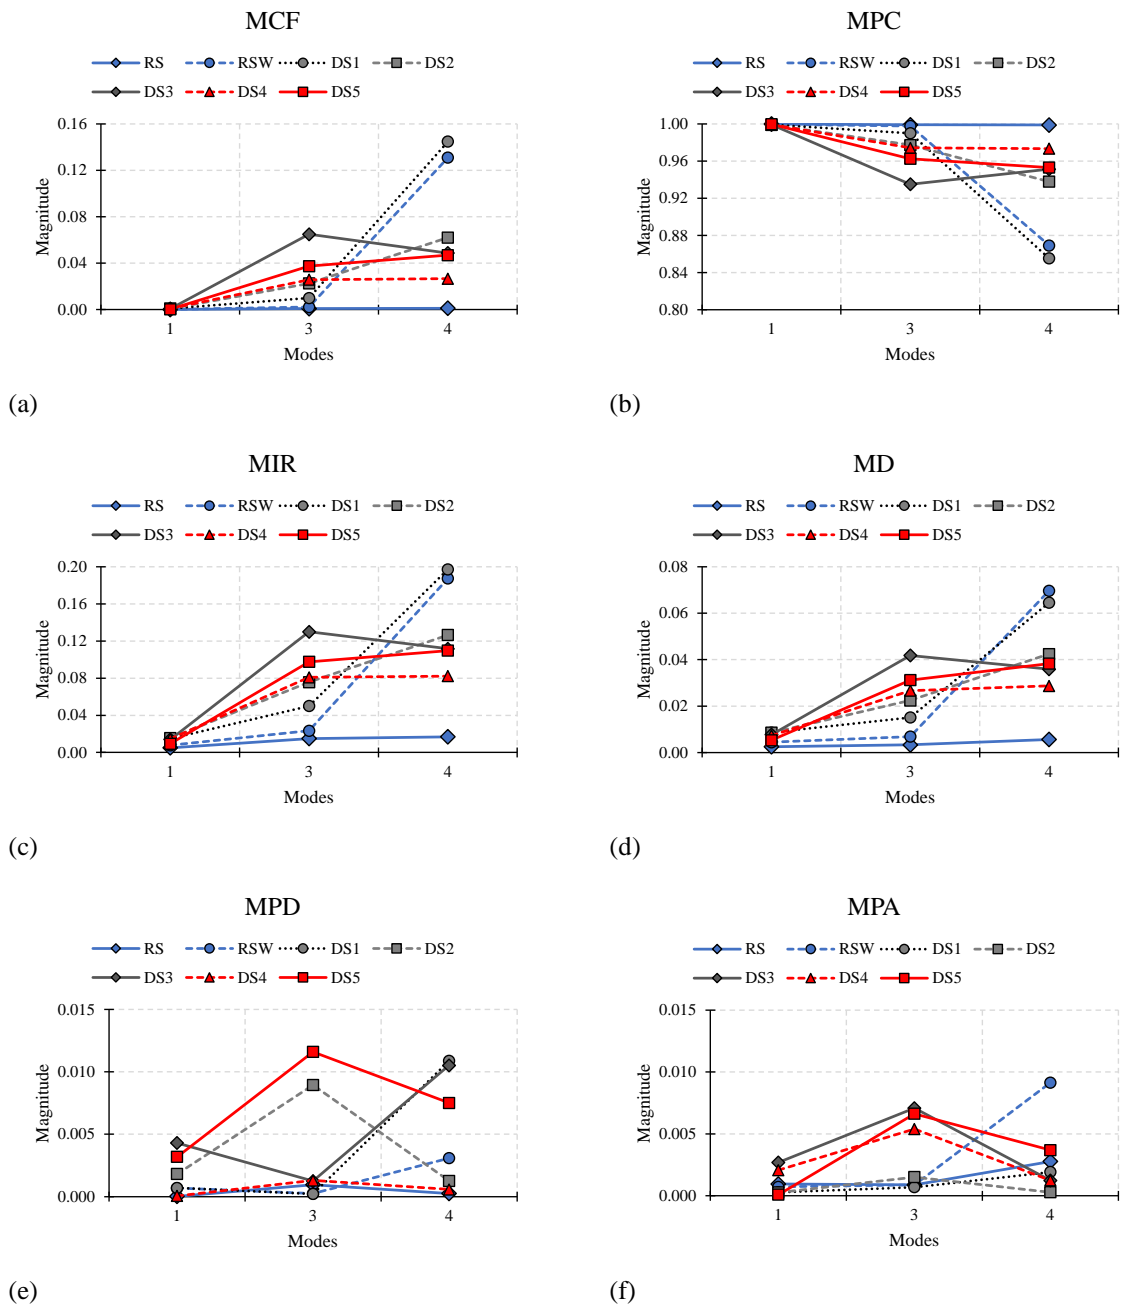 MCF
RS RSW DS1 DS2
DS3 DS4 DS5
0.16
0.12
0.08
0.04
0.00
Magnitude
1 3 4
Modes
(a)
MPC
RS RSW DS1 DS2
DS3 DS4 DS5
1.00
0.96
0.92
0.88
0.84
0.80
Magnitude
1 3 4
Modes
(b)
MIR
RS RSW DS1 DS2
DS3 DS4 DS5
0.20
0.16
0.12
0.08
0.04
0.00
Magnitude
1 3 4
Modes
(c)
MD
RS RSW DS1 DS2
DS3 DS4 DS5
0.08
0.06
0.04
0.02
0.00
Magnitude
1 3 4
Modes
(d)
MPD
RS RSW DS1 DS2
DS3 DS4 DS5
0.015
0.010
0.005
0.000
Magnitude
1 3 4
Modes
(e)
MPA
RS RSW DS1 DS2
DS3 DS4 DS5
0.015
0.010
0.005
0.000
Magnitude
1 3 4
Modes
(f)